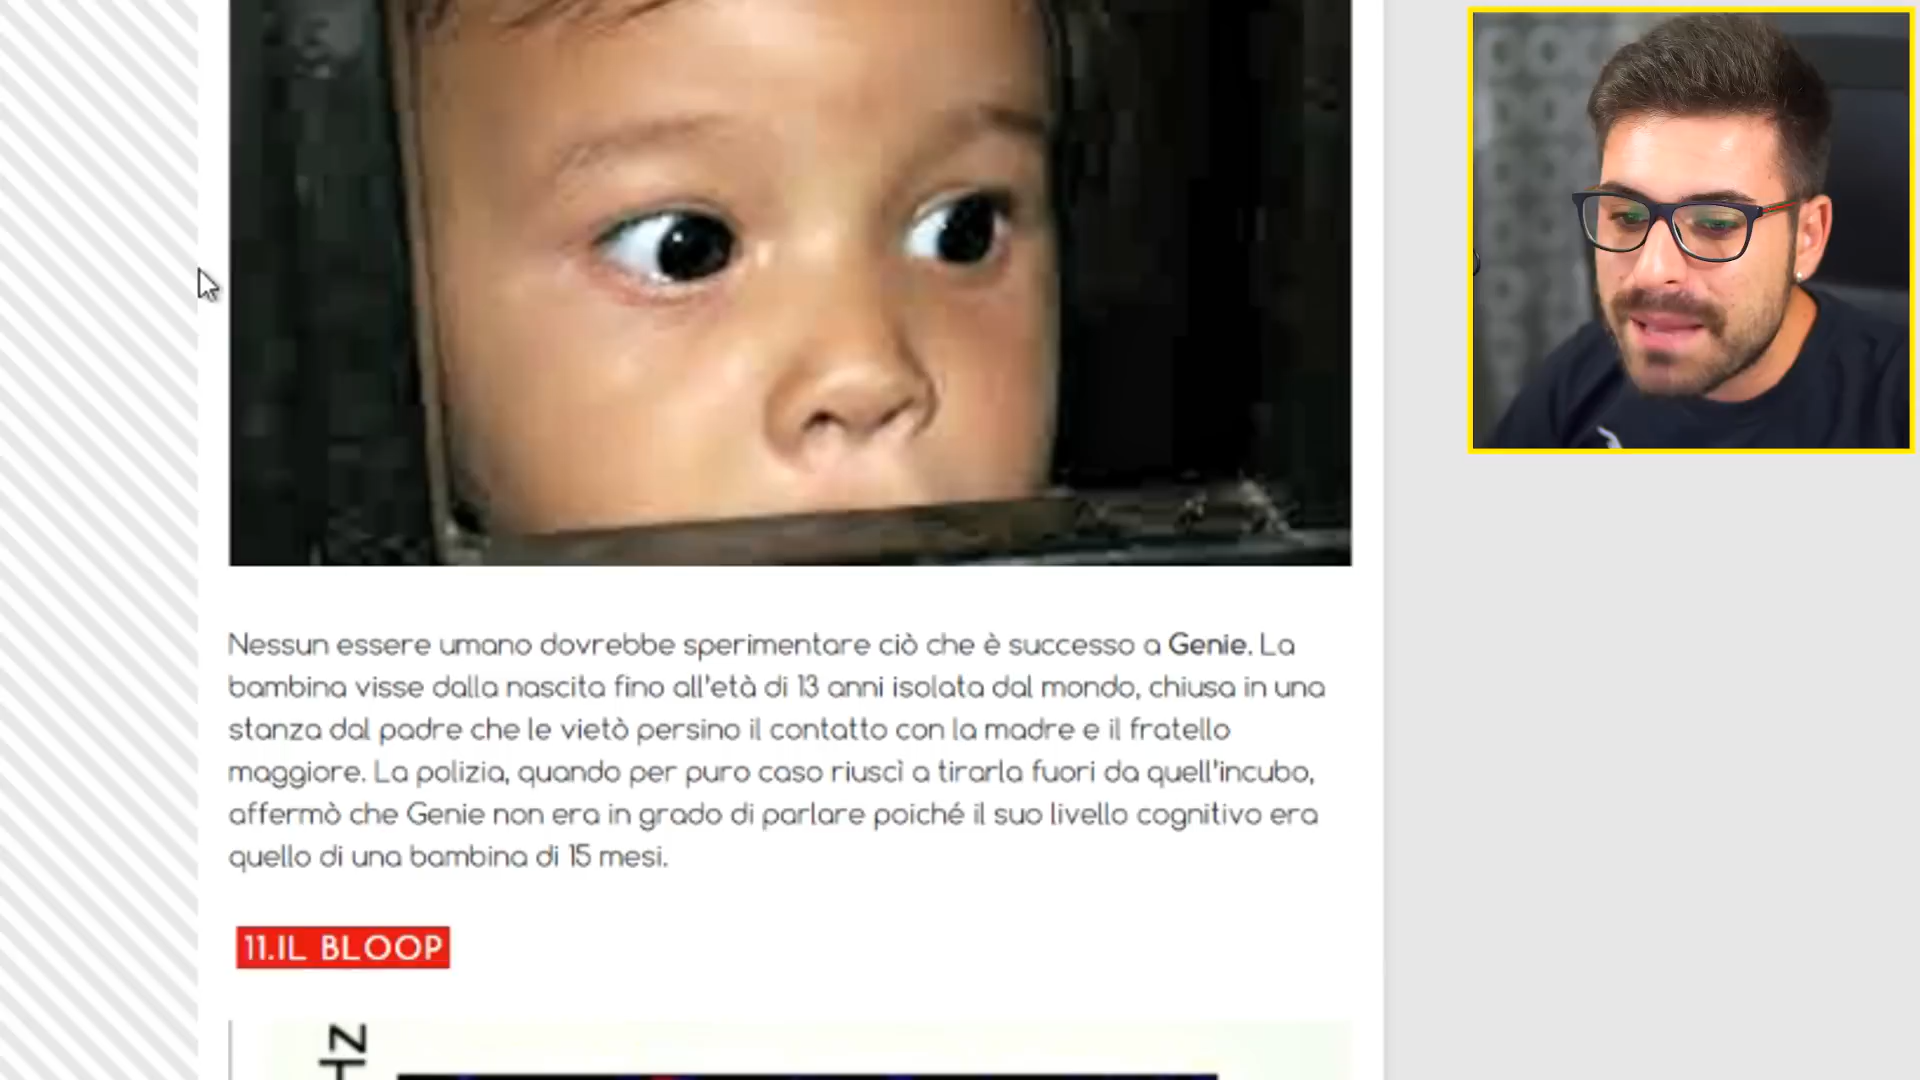 Nessun essere umano dovrebbe sperimentare ciò che è successo a Genie. La
bambina visse dalla nascita fino all'età di 13 anni isolata dal mondo, chiusa in una
stanza dal padre che le vietò persino il contatto con la madre e il fratello
maggiore. La polizia, quando per puro caso riuscì a tirarla fuori da quell'incubo,
affermò che Genie non era in grado di parlare poiché il suo livello cognitivo era
quello di una bambina di 15 mesi.
11.IL BLOOP